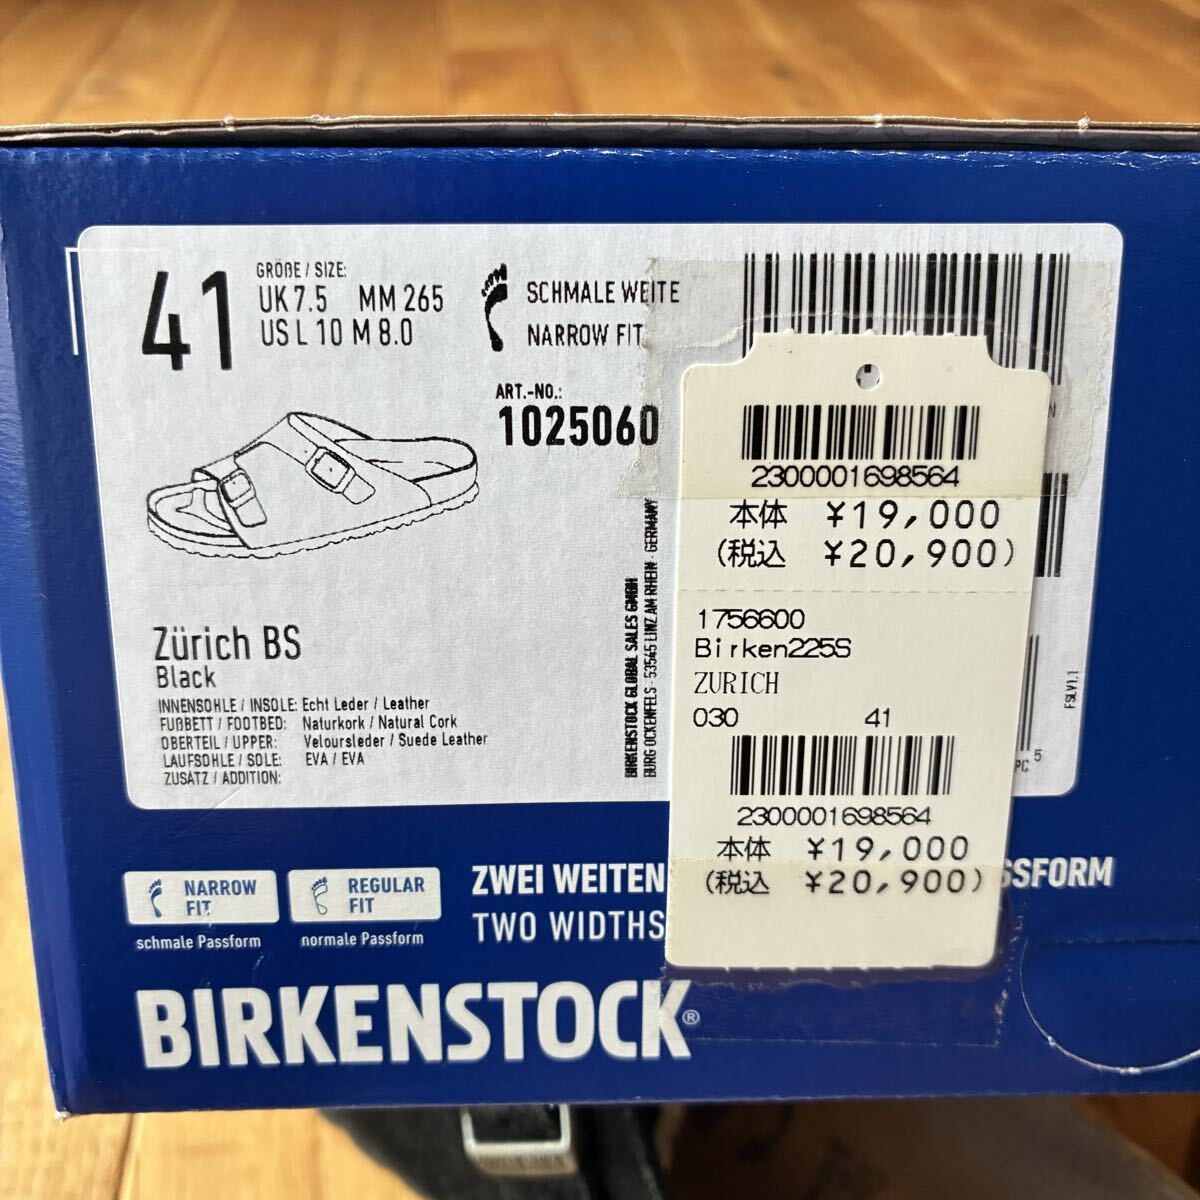 41
GRÖßE / SIZE:
UK 7.5 MM 265
US L 10 M 8.0
SCHMALE WEITE
NARROW FIT
ART.-NO.:
1025060
Zürich BS
Black
INNENSOHLE / INSOLE: Echt Leder / Leather
FUßBETT / FOOTBED: Naturkork / Natural Cork
OBERTEIL / UPPER: Veloursleder / Suede Leather
LAUFSOHLE / SOLE: EVA / EVA
ZUSATZ / ADDITION:
BIRKENSTOCK GLOBAL SALES GMBH
BURG OCKENFELS · 53545 LINZ AM RHEIN · GERMANY
FSLV1.1
PC 5
2300001698564
本体 ¥19,000
(税込 ¥20,900)
1756600
Birken225S
ZURICH
030 41
2300001698564
本体 ¥19,000
(税込 ¥20,900)
NARROW
FIT
schmale Passform
REGULAR
FIT
normale Passform
ZWEI WEITEN
SSFORM
TWO WIDTHS
BIRKENSTOCK®